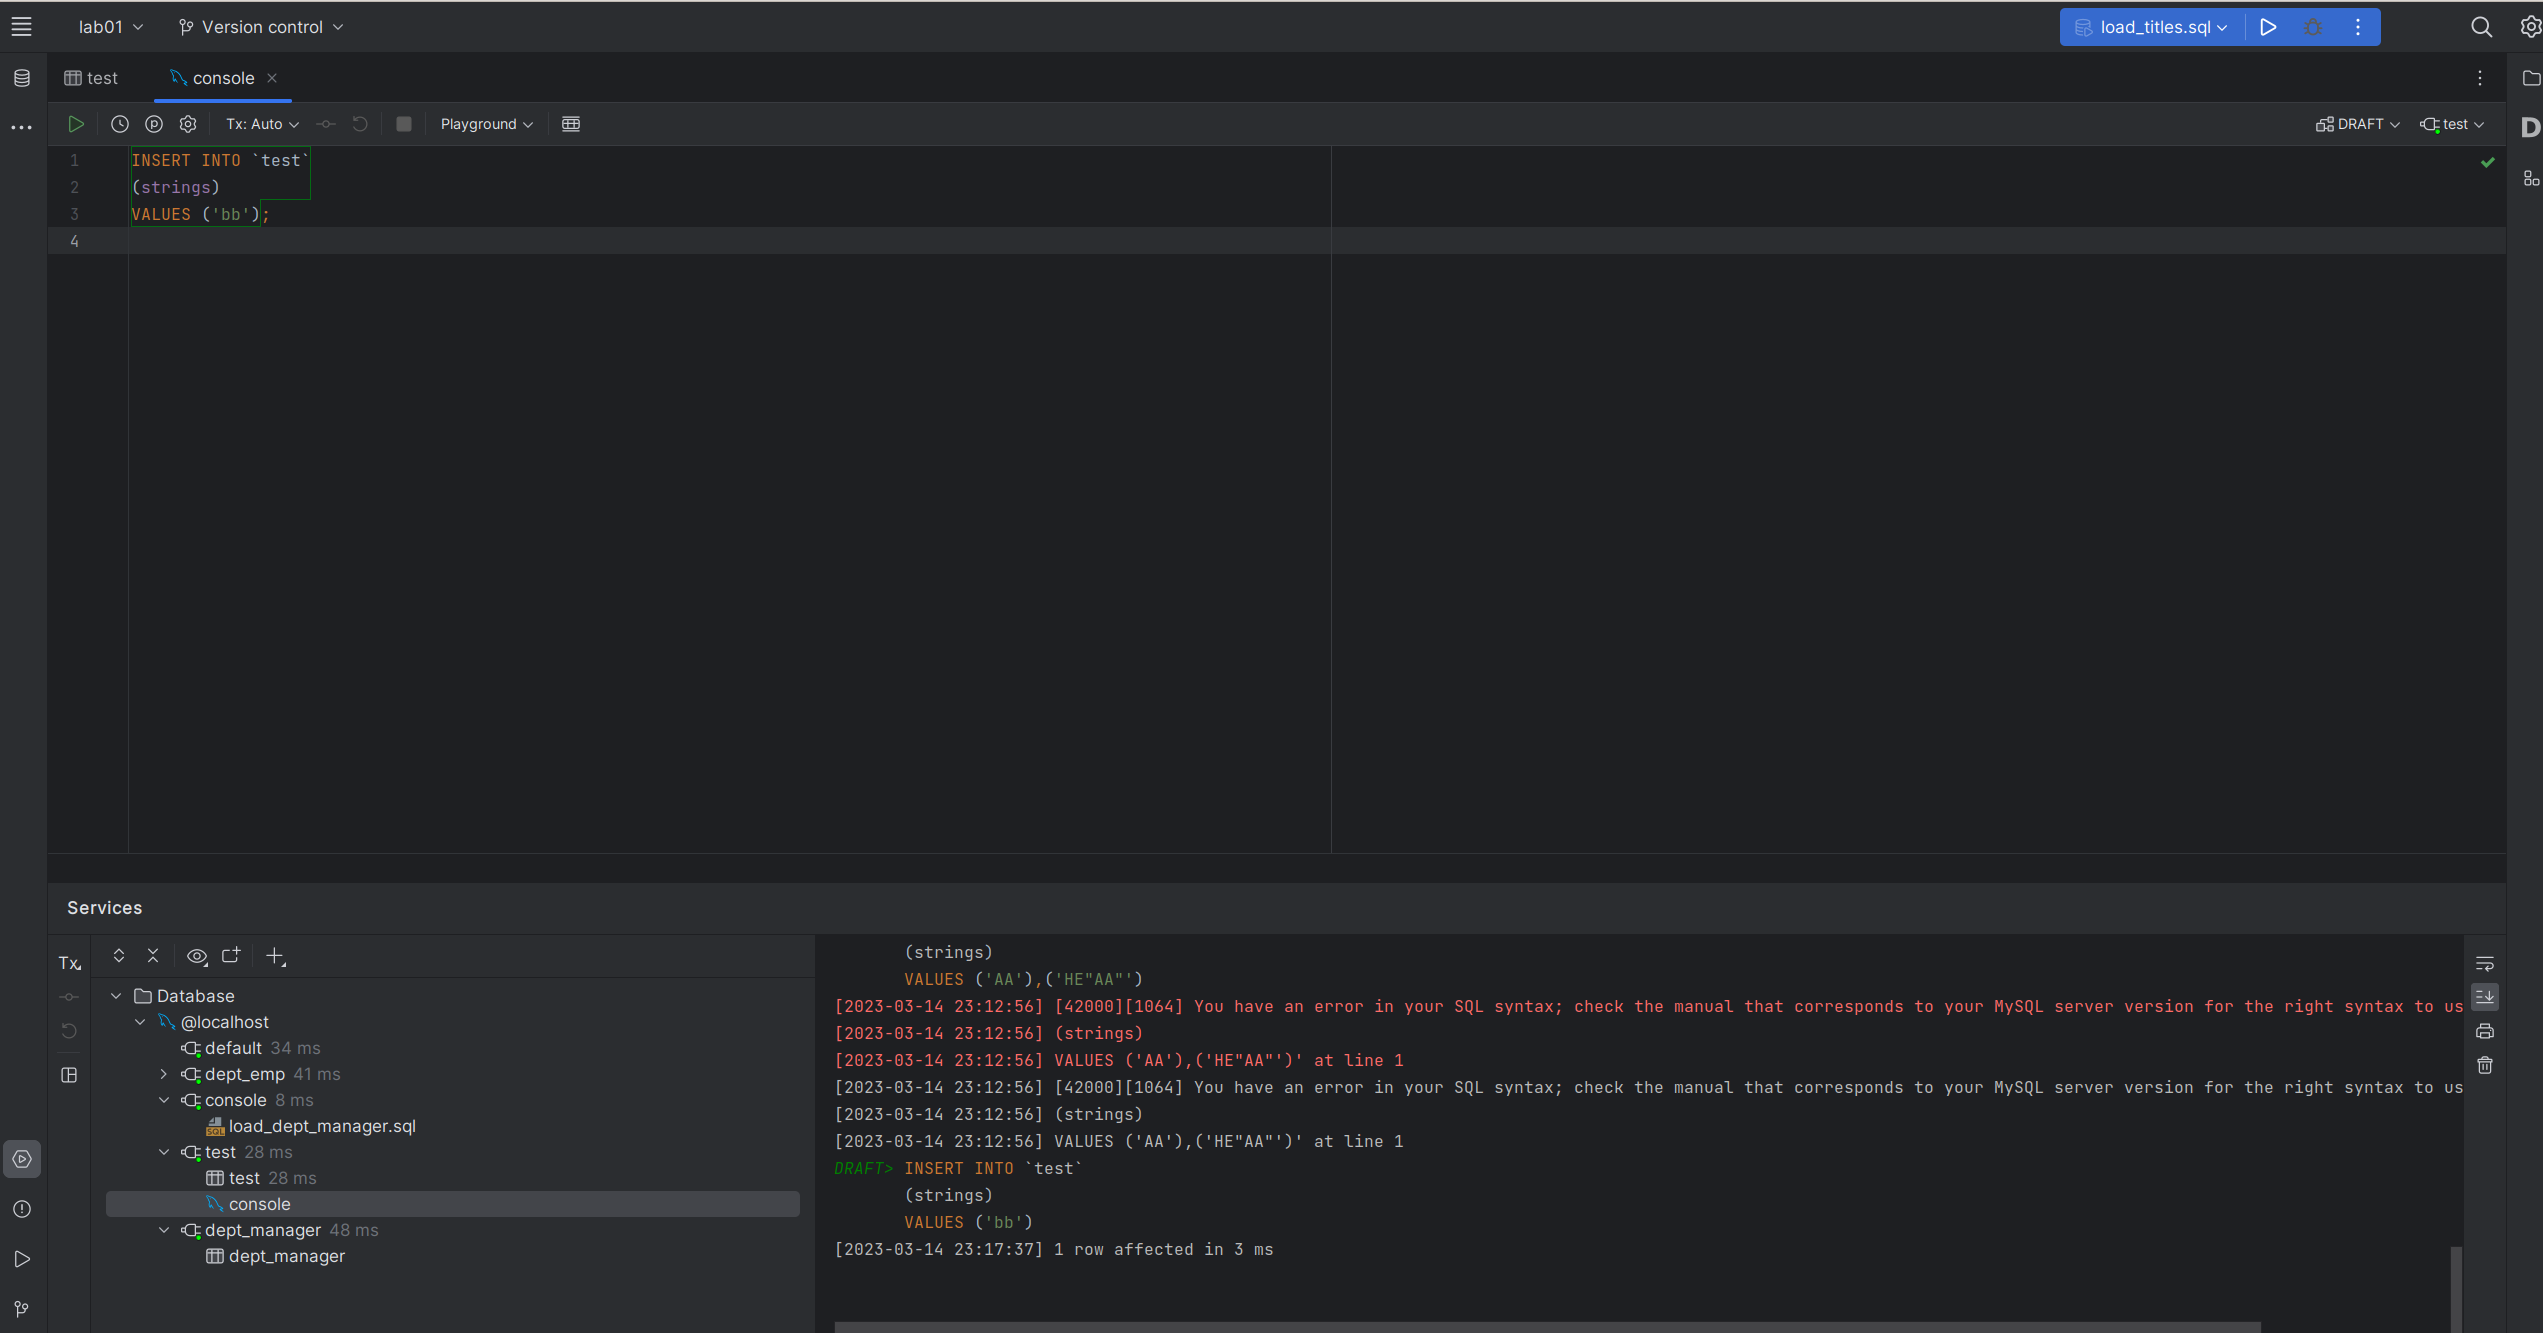 lab01
Version control
load_titles.sql
test
console
Tx: Auto
Playground
DRAFT
test
1 INSERT INTO `test`
2 (strings)
3 VALUES ('bb');
4
Services
Tx
Database
@localhost
default 34 ms
dept_emp 41 ms
console 8 ms
load_dept_manager.sql
test 28 ms
test 28 ms
console
dept_manager 48 ms
dept_manager
(strings)
VALUES ('AA'),('HE"AA"')
[2023-03-14 23:12:56] [42000][1064] You have an error in your SQL syntax; check the manual that corresponds to your MySQL server version for the right syntax to us
[2023-03-14 23:12:56] (strings)
[2023-03-14 23:12:56] VALUES ('AA'),('HE"AA"')' at line 1
[2023-03-14 23:12:56] [42000][1064] You have an error in your SQL syntax; check the manual that corresponds to your MySQL server version for the right syntax to us
[2023-03-14 23:12:56] (strings)
[2023-03-14 23:12:56] VALUES ('AA'),('HE"AA"')' at line 1
DRAFT> INSERT INTO `test`
(strings)
VALUES ('bb')
[2023-03-14 23:17:37] 1 row affected in 3 ms
D
SQL